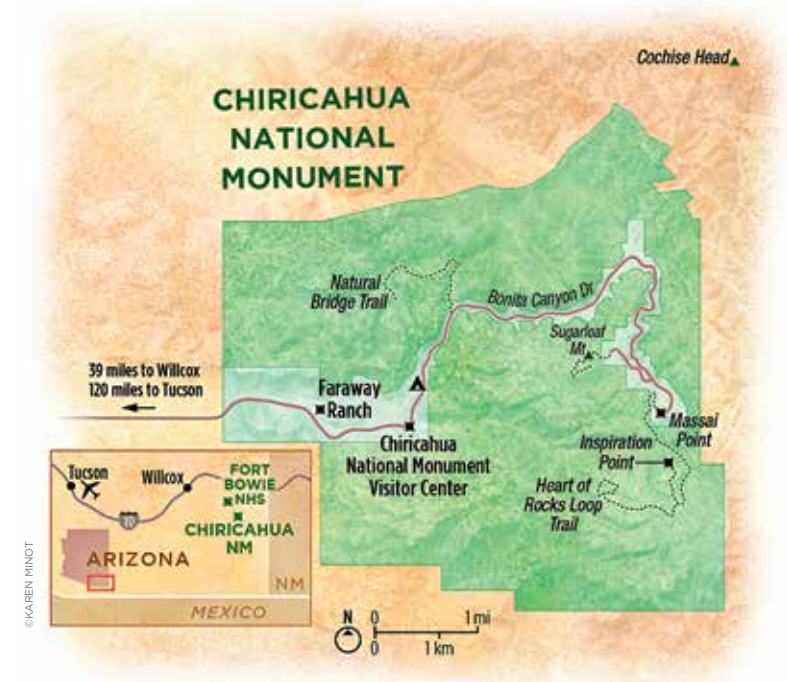 Cochise Head
CHIRICAHUA
NATIONAL
MONUMENT
Natural
Bridge Trail
Bonita Canyon Dr
Sugarloaf
Mt
39 miles to Willcox
120 miles to Tucson
Faraway
Ranch
Massai
Point
Chiricahua
National Monument
Visitor Center
Inspiration
Point
Heart of
Rocks Loop
Trail
Tucson
Willcox
FORT
BOWIE
NHS
10
CHIRICAHUA
NM
ARIZONA
NM
MEXICO
N
0
1 mi
0
1 km
©KAREN MINOT